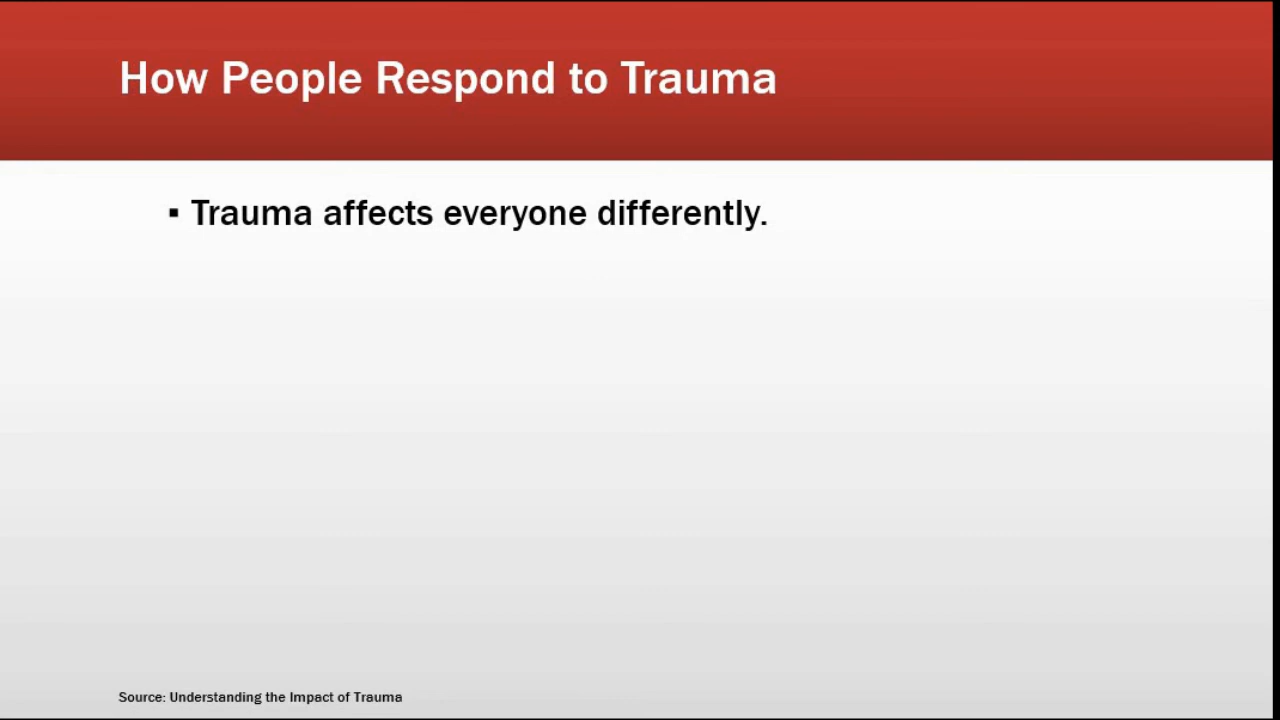 How People Respond to Trauma
▪ Trauma affects everyone differently.
Source: Understanding the Impact of Trauma